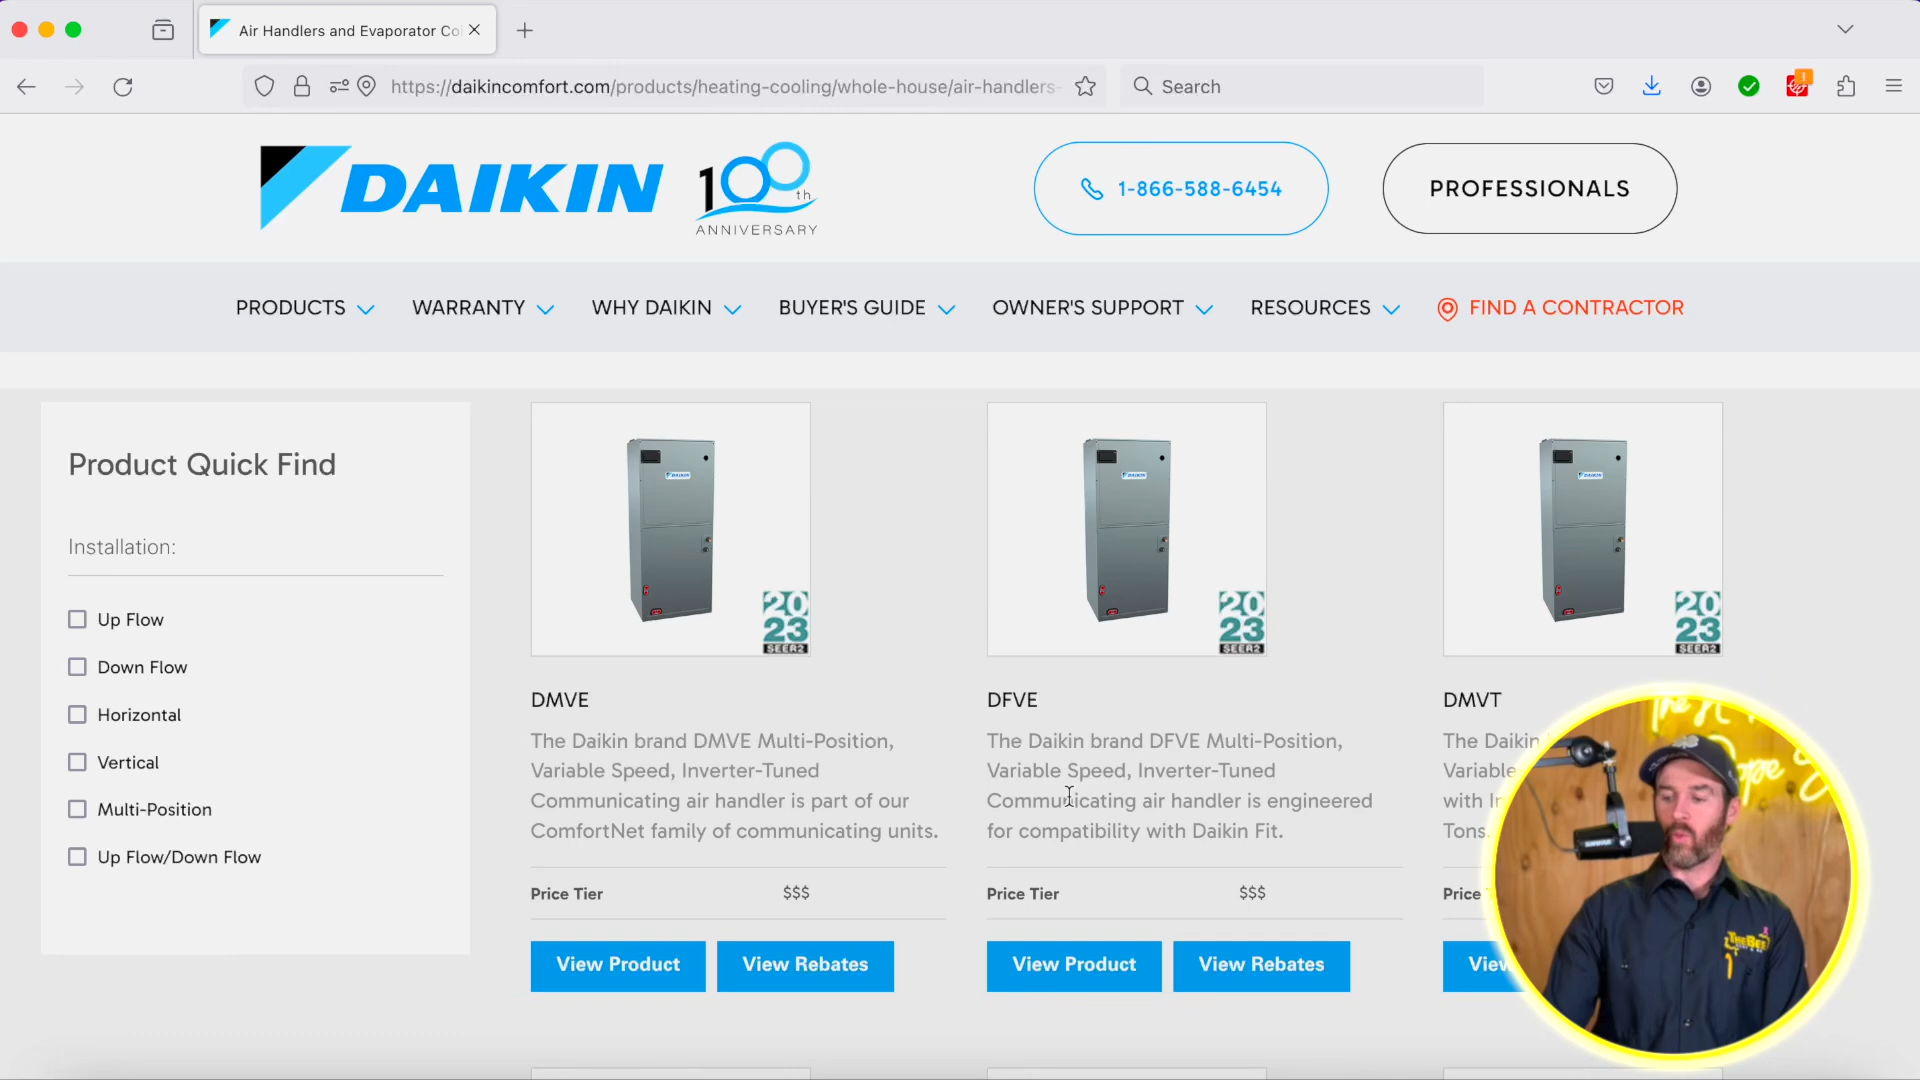 Air Handlers and Evaporator Co
https://daikincomfort.com/products/heating-cooling/whole-house/air-handlers-
Search
DAIKIN
100th
ANNIVERSARY
1-866-588-6454
PROFESSIONALS
PRODUCTS
WARRANTY
WHY DAIKIN
BUYER'S GUIDE
OWNER'S SUPPORT
RESOURCES
FIND A CONTRACTOR
Product Quick Find
Installation:
Up Flow
Down Flow
Horizontal
Vertical
Multi-Position
Up Flow/Down Flow
DAIKIN
2023
SEER2
DMVE
The Daikin brand DMVE Multi-Position,
Variable Speed, Inverter-Tuned
Communicating air handler is part of our
ComfortNet family of communicating units.
Price Tier $$$
View Product
View Rebates
DAIKIN
2023
SEER2
DFVE
The Daikin brand DFVE Multi-Position,
Variable Speed, Inverter-Tuned
Communicating air handler is engineered
for compatibility with Daikin Fit.
Price Tier $$$
View Product
View Rebates
DAIKIN
2023
SEER2
DMVT
The Daikin
Variable
with
Tons.
Price
The
THE BEE